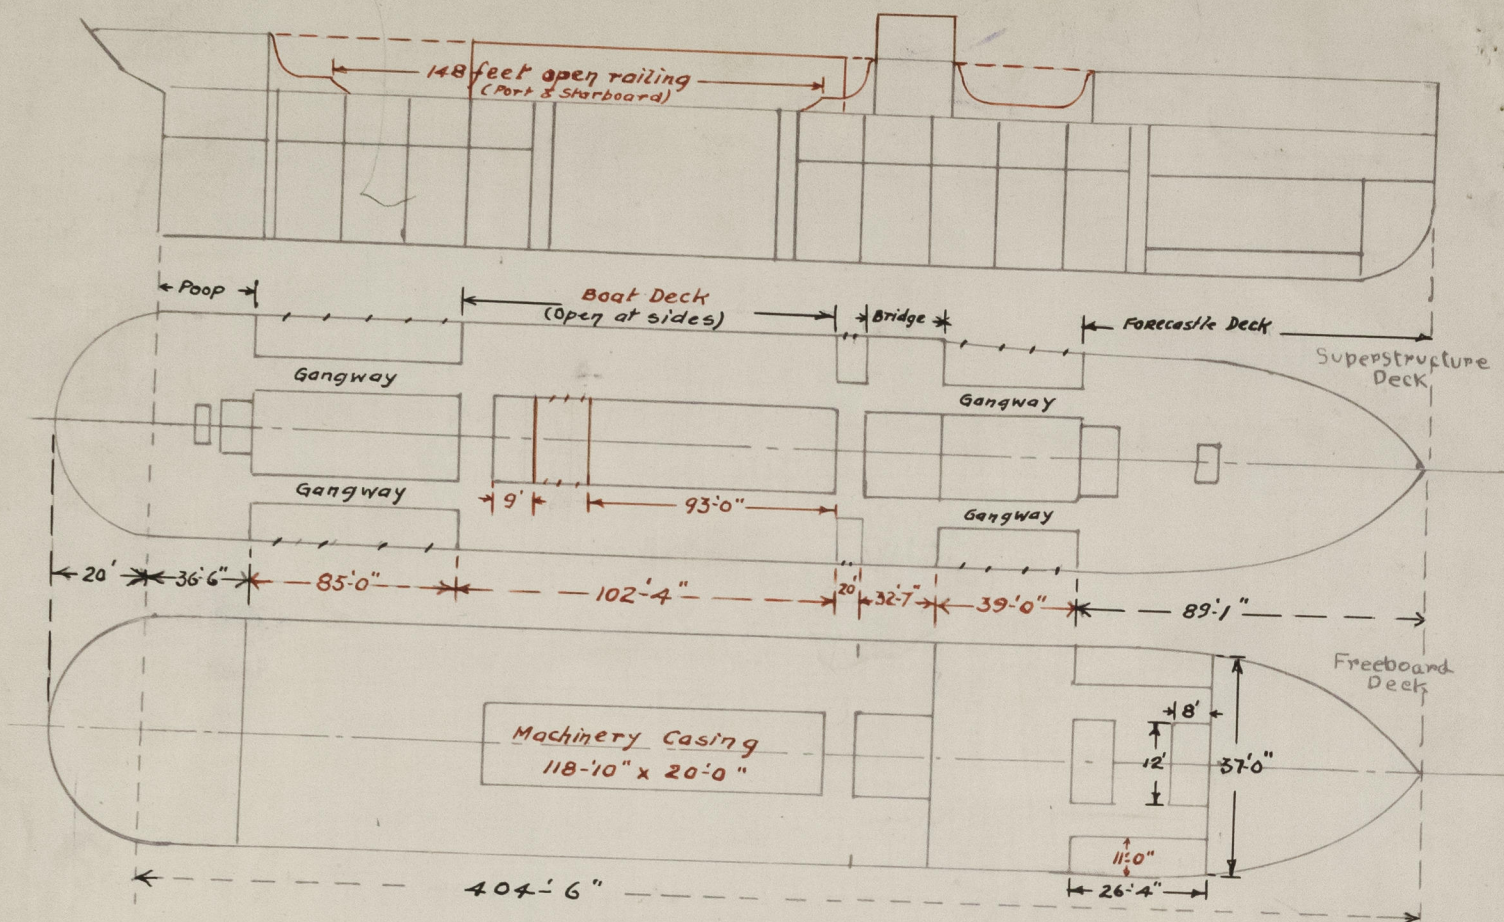 148 feet open railing
(Port & Starboard)
Poop
Boat Deck
(Open at sides)
Bridge
Forecastle Deck
Superstructure
Deck
Gangway
Gangway
Gangway
Gangway
9'
93'-0"
20'
36'-6"
85'-0"
102'-4"
20'
32'-7"
39'-0"
89'-1"
Freeboard
Deck
Machinery Casing
118'-10" x 20'-0"
8'
12'
37'-0"
11'-0"
26'-4"
404'-6"